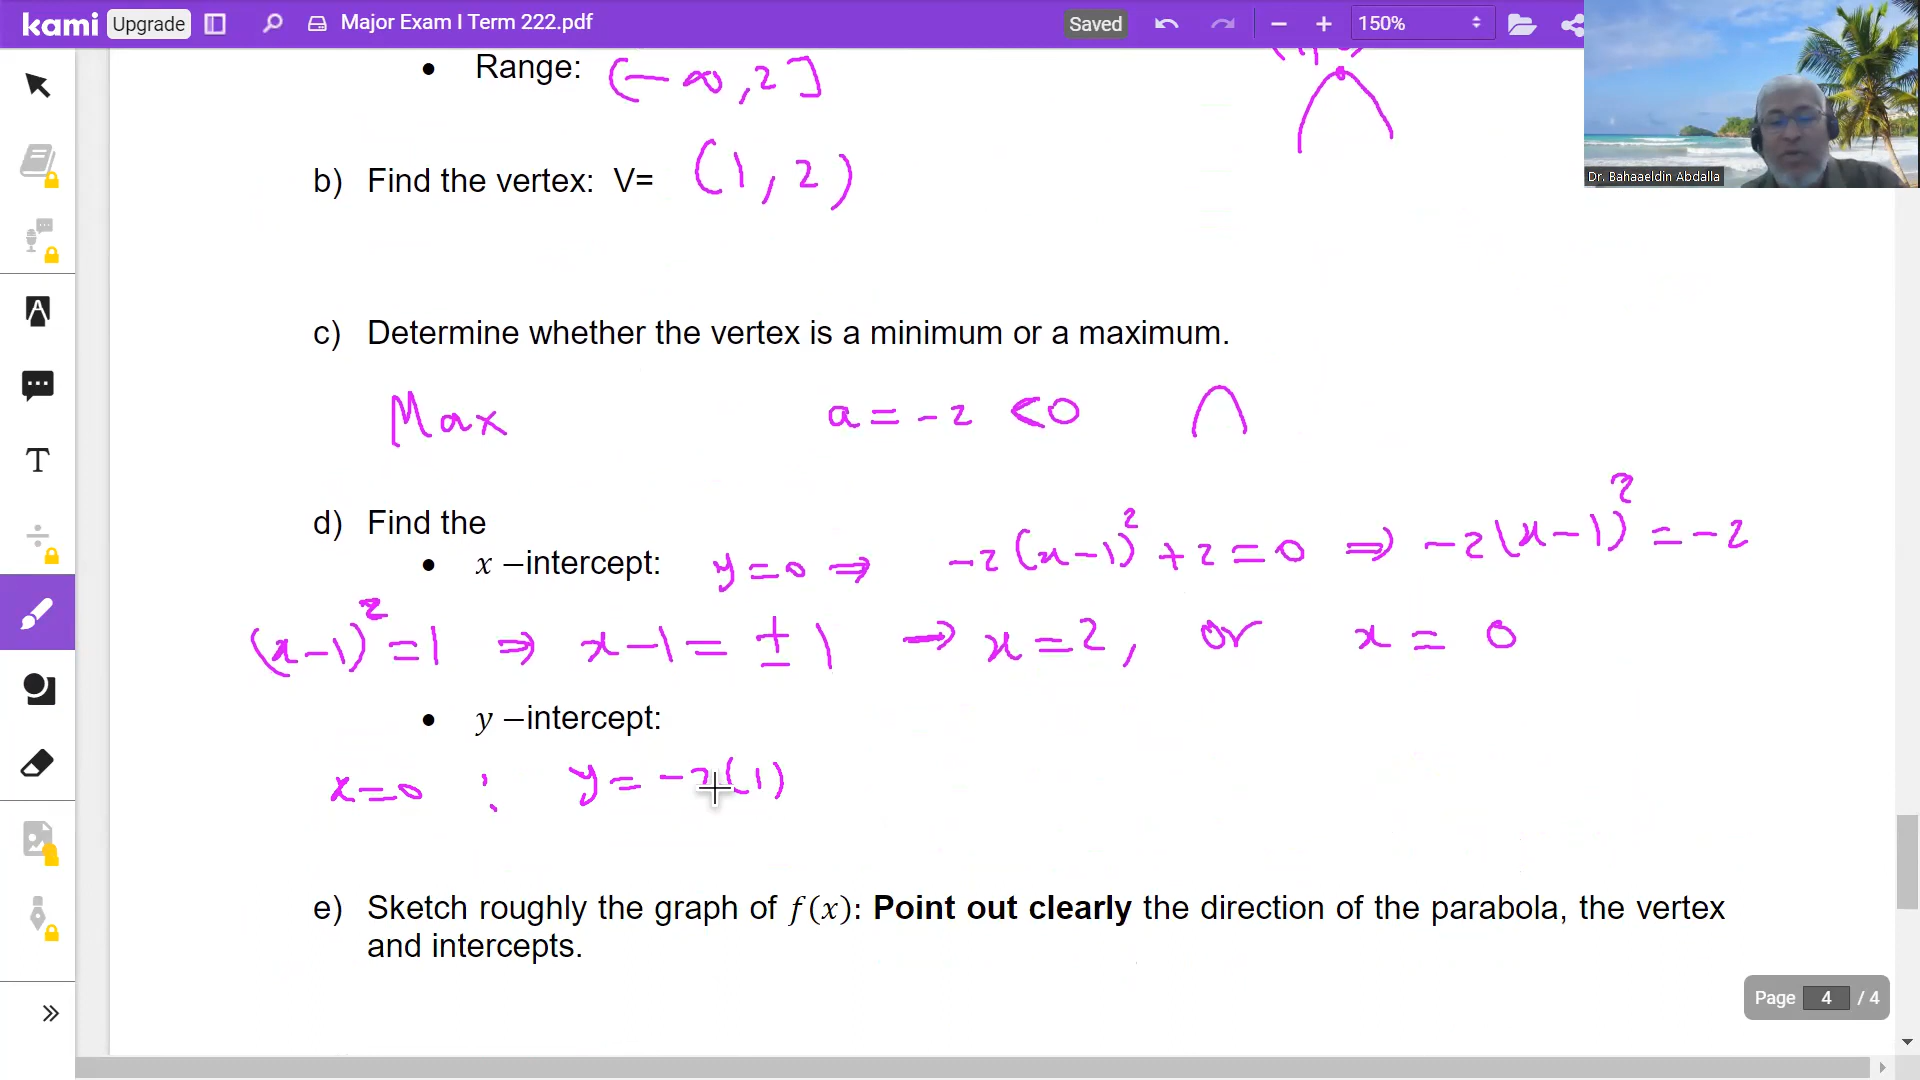 kami Upgrade Major Exam I Term 222.pdf Saved 150%
• Range: (-∞, 2]
Dr. Bahaaeldin Abdalla
b) Find the vertex: V= (1, 2)
c) Determine whether the vertex is a minimum or a maximum.
Max a = -2 <0
d) Find the
• x –intercept: y=0 ⇒ -2(x-1)² + 2 = 0 ⇒ -2(x-1)² = -2
(x-1)² = 1 ⇒ x-1 = ± 1 → x = 2, or x = 0
• y –intercept:
x=0 : y = -2(1)
e) Sketch roughly the graph of f(x): Point out clearly the direction of the parabola, the vertex
and intercepts.
Page 4 / 4